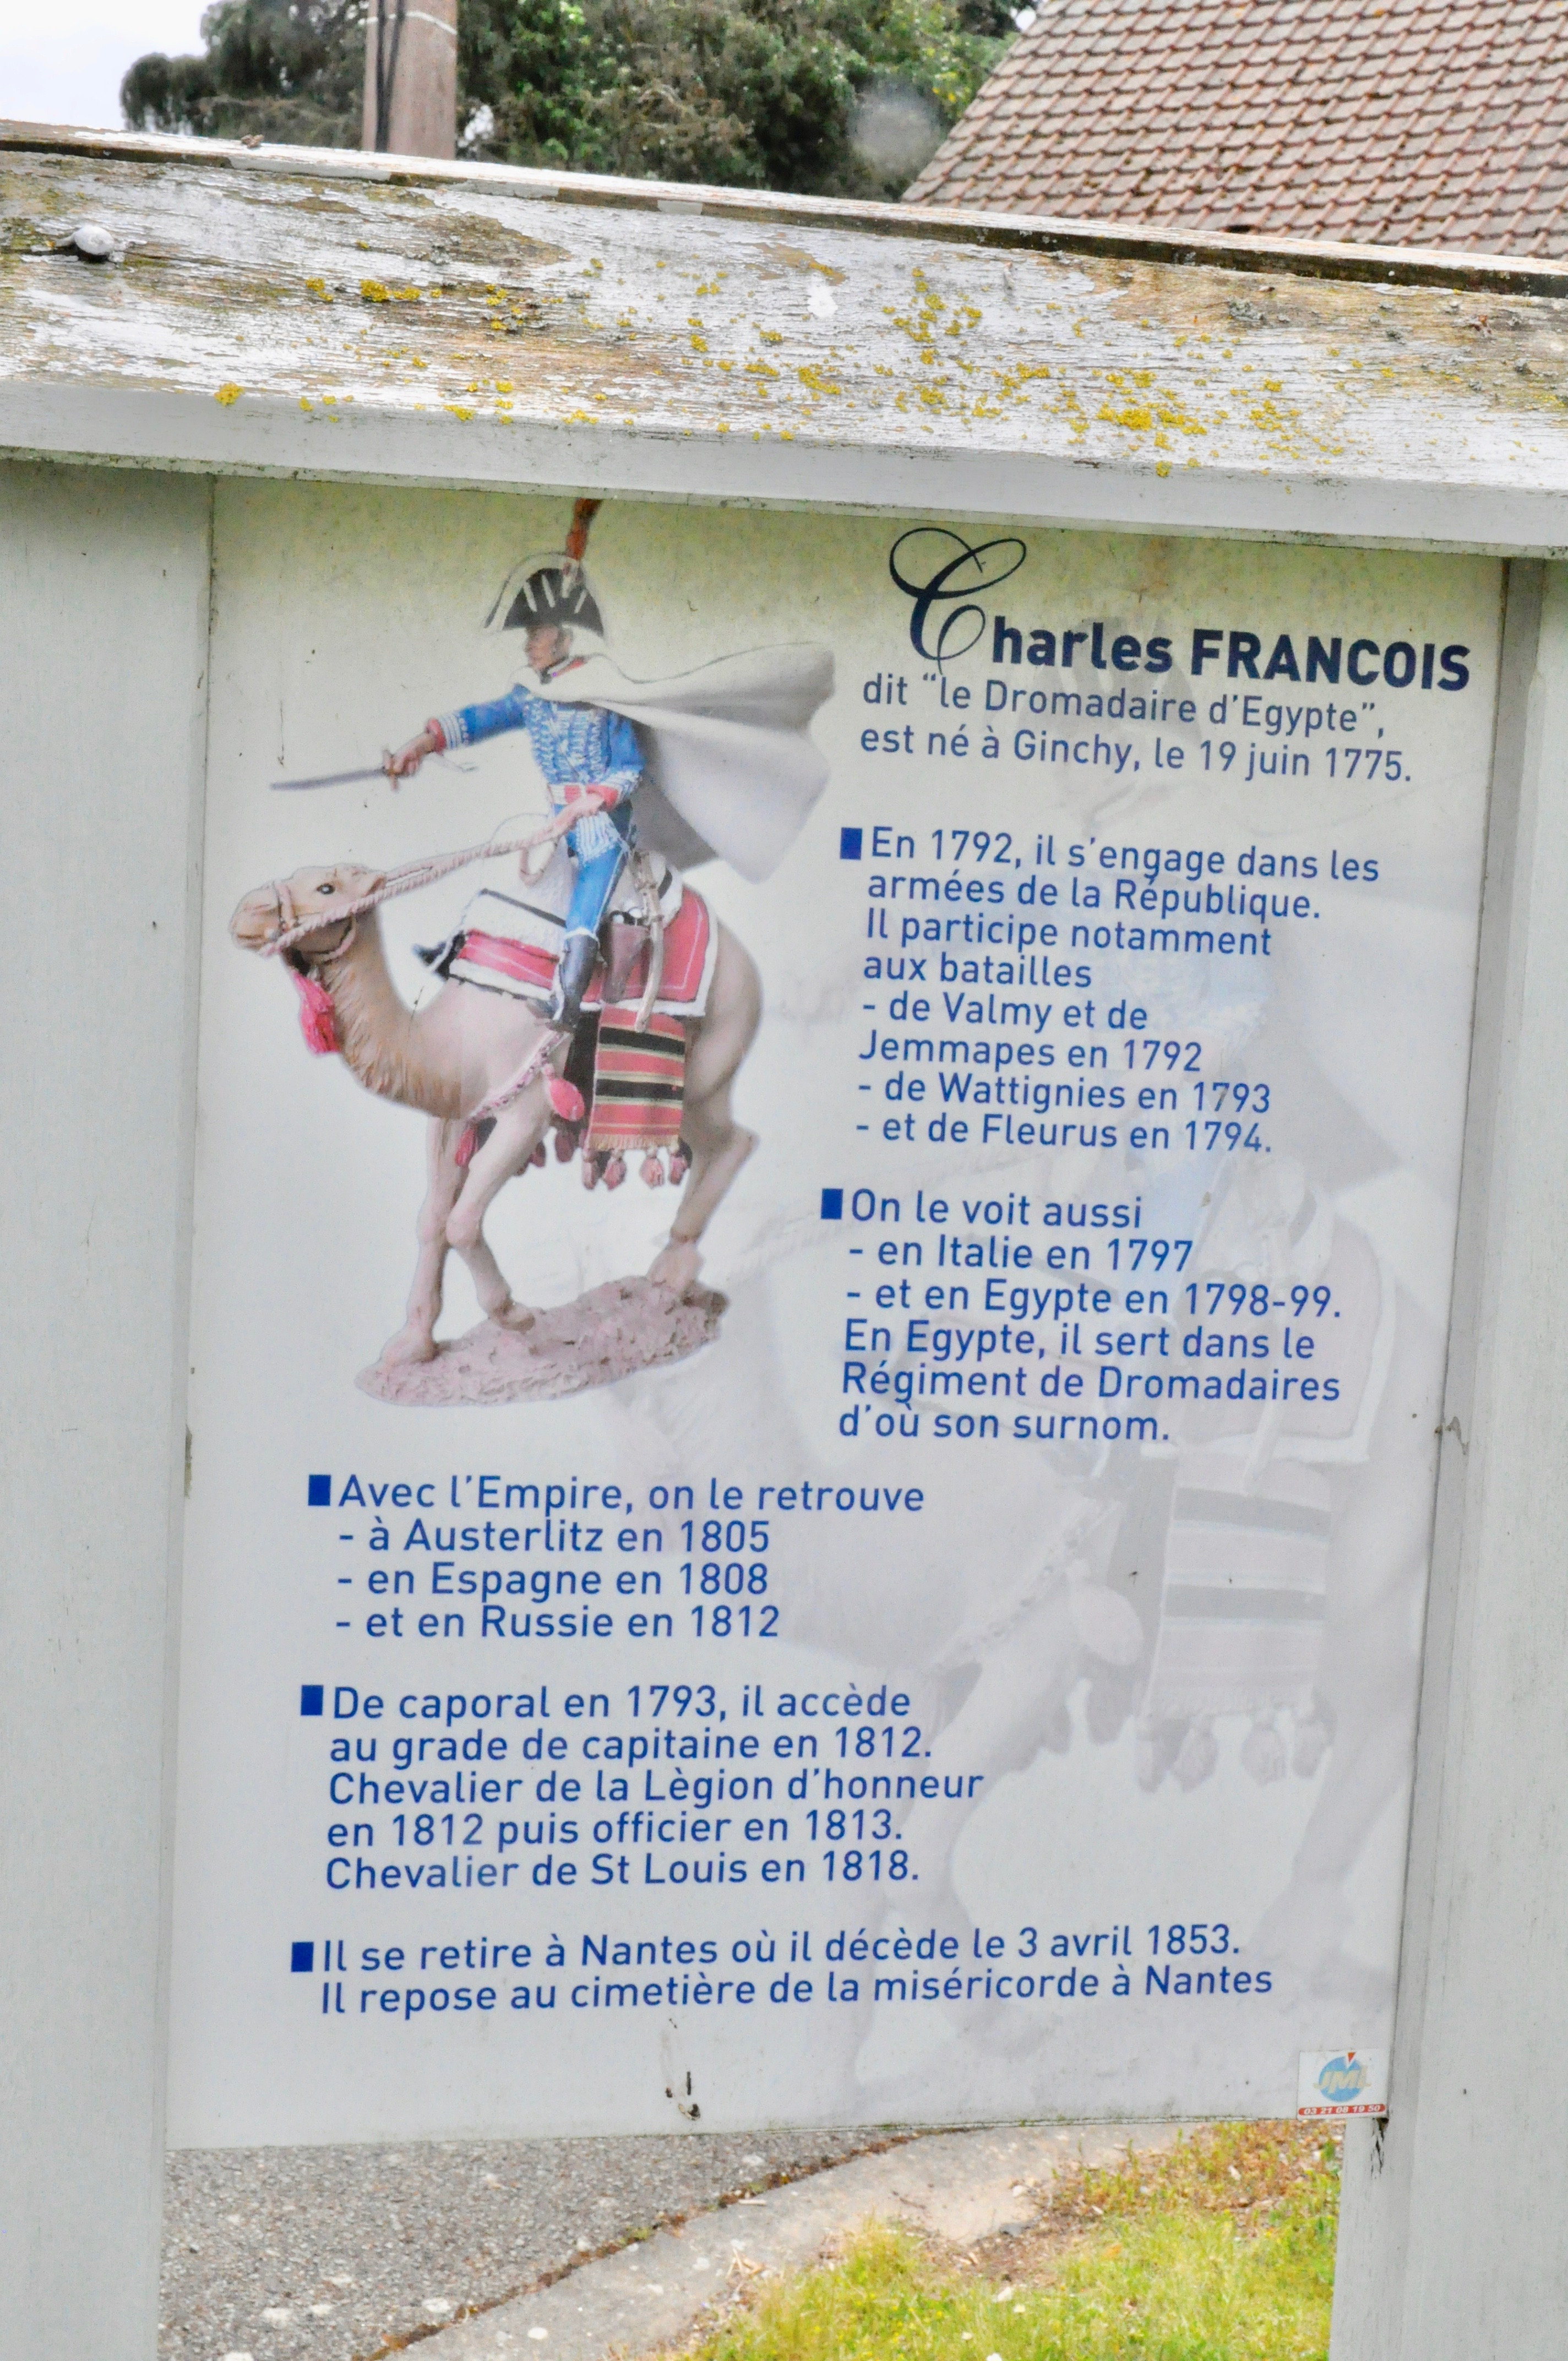 Charles FRANCOIS
dit "le Dromadaire d'Egypte",
est né à Ginchy, le 19 juin 1775.
En 1792, il s'engage dans les
armées de la République.
Il participe notamment
aux batailles
- de Valmy et de
Jemmapes en 1792
- de Wattignies en 1793
- et de Fleurus en 1794.
On le voit aussi
- en Italie en 1797
- et en Egypte en 1798-99.
En Egypte, il sert dans le
Régiment de Dromadaires
d'où son surnom.
Avec l'Empire, on le retrouve
- à Austerlitz en 1805
- en Espagne en 1808
- et en Russie en 1812
De caporal en 1793, il accède
au grade de capitaine en 1812.
Chevalier de la Lègion d'honneur
en 1812 puis officier en 1813.
Chevalier de St Louis en 1818.
Il se retire à Nantes où il décède le 3 avril 1853.
Il repose au cimetière de la miséricorde à Nantes
JML
03 21 08 19 50